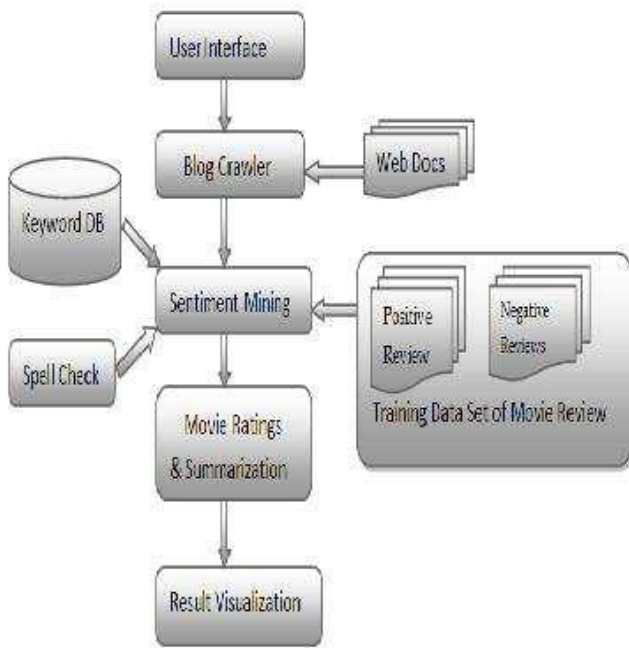 User Interface
Blog Crawler
Web Docs
Keyword DB
Sentiment Mining
Positive
Review
Negative
Reviews
Training Data Set of Movie Review
Spell Check
Movie Ratings
& Summarization
Result Visualization